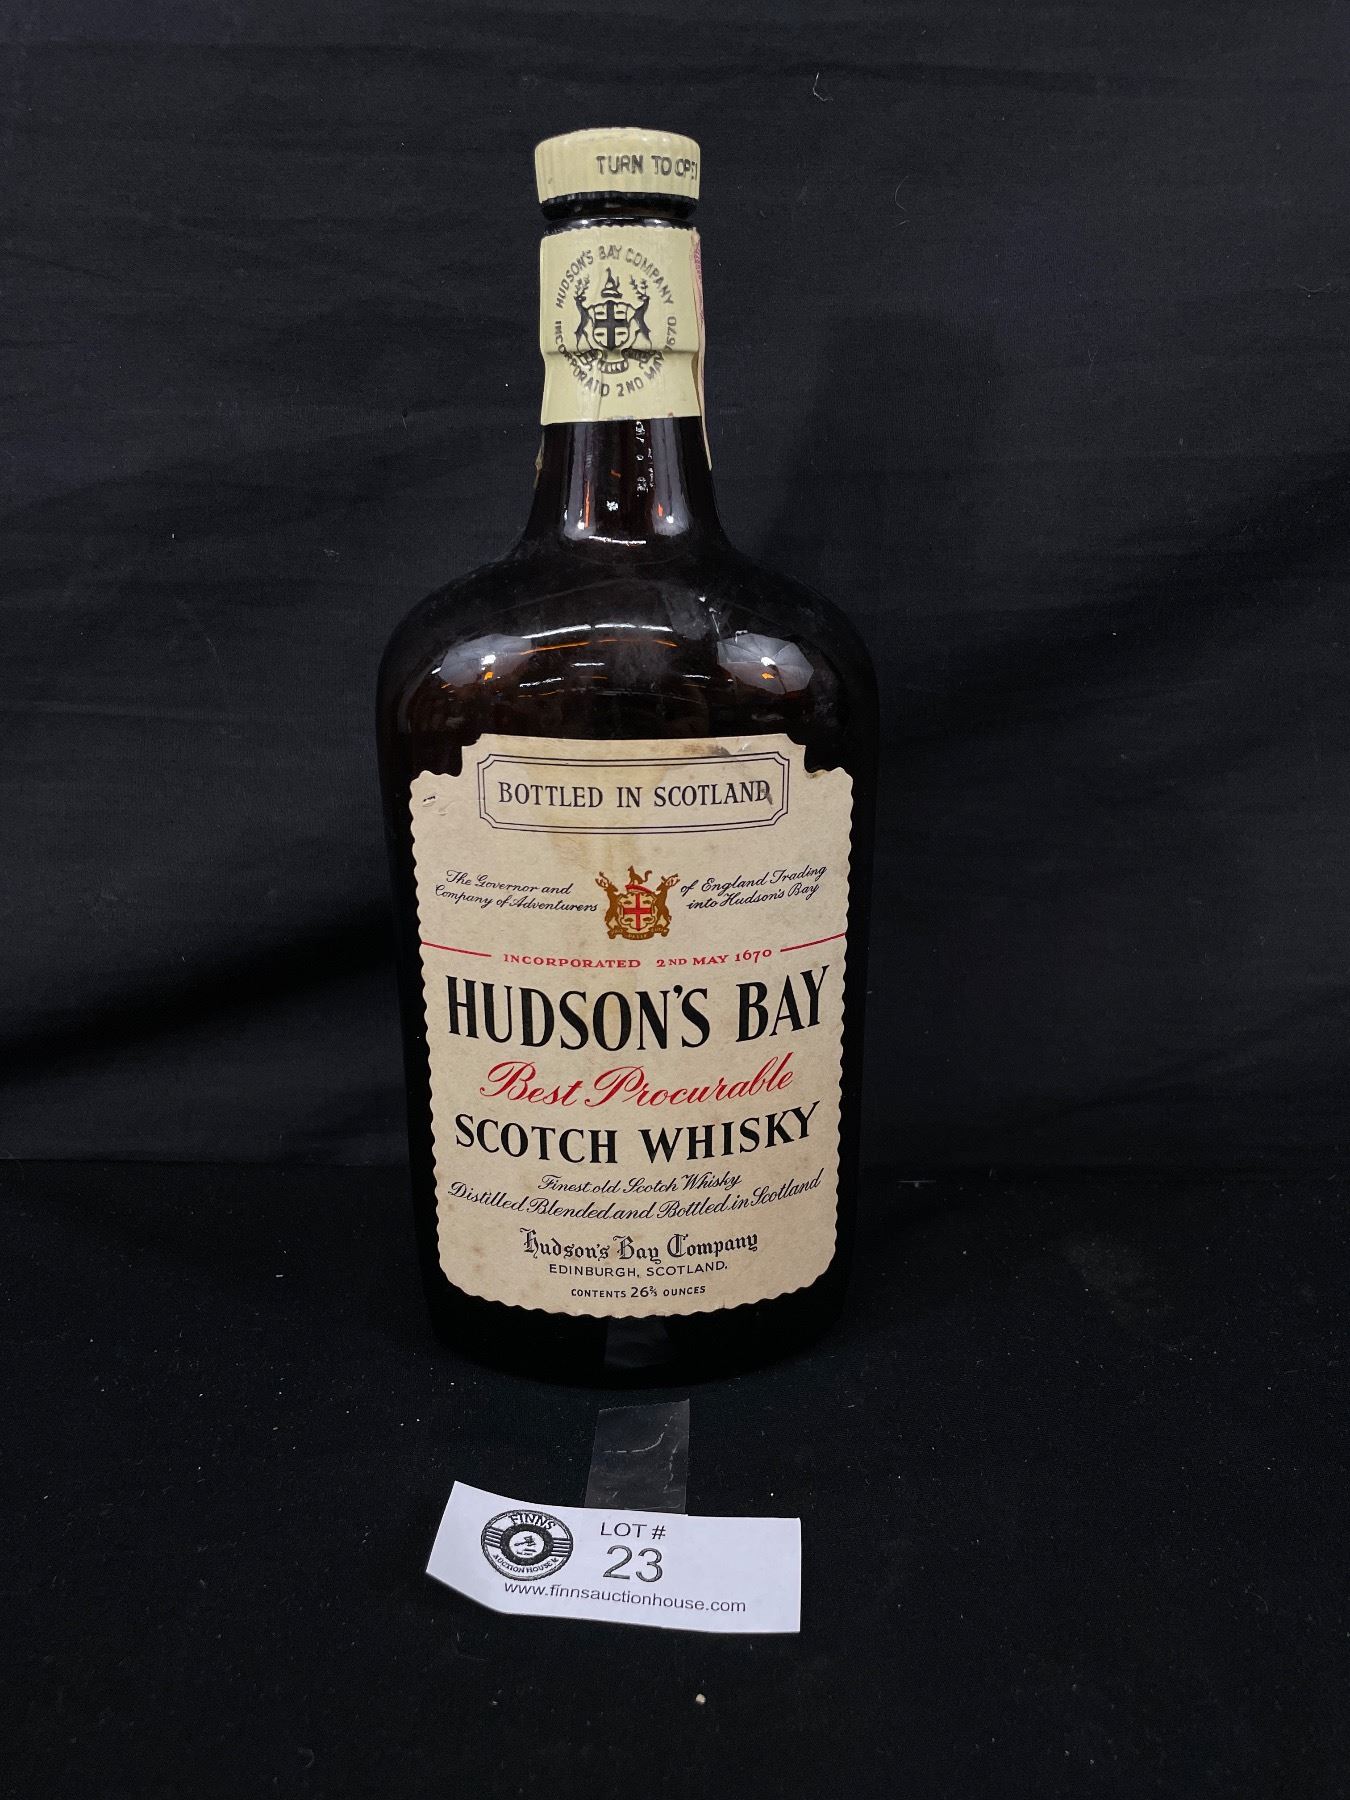 TURN TO OPEN
HUDSON'S BAY COMPANY
INCORPORATD 2ND MAY 1670
BOTTLED IN SCOTLAND
The Governor and
Company of Adventurers
of England Trading
into Hudson's Bay
INCORPORATED 2ND MAY 1670
HUDSON'S BAY
Best Procurable
SCOTCH WHISKY
Finest old Scotch Whisky
Distilled Blended and Bottled in Scotland
Hudson's Bay Company
EDINBURGH, SCOTLAND.
CONTENTS 26⅔ OUNCES
FINNS
AUCTION HOUSE
LOT #
23
www.finnsauctionhouse.com